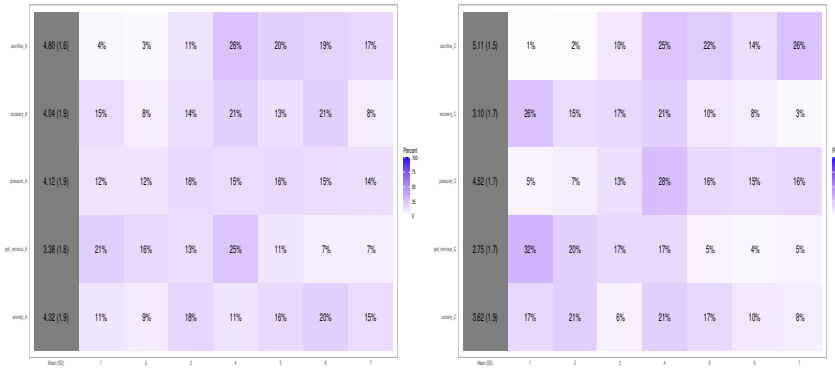 sacrifice_A 4.80 (1.6) 4% 3% 11% 26% 20% 19% 17%
recovery_A 4.04 (1.9) 15% 8% 14% 21% 13% 21% 8%
pressure_A 4.12 (1.9) 12% 12% 16% 15% 16% 15% 14%
3.38 (1.8) 21% 16% 13% 25% 11% 7% 7%
anxiety_A 4.32 (1.9) 11% 9% 18% 11% 16% 20% 15%
Mean (SD) 1 2 3 4 5 6 7
Percent
100
75
50
25
0
sacrifice_C 5.11 (1.5) 1% 2% 10% 25% 22% 14% 26%
recovery_C 3.10 (1.7) 26% 15% 17% 21% 10% 8% 3%
pressure_C 4.52 (1.7) 5% 7% 13% 28% 16% 15% 16%
2.75 (1.7) 32% 20% 17% 17% 5% 4% 5%
anxiety_C 3.62 (1.9) 17% 21% 6% 21% 17% 10% 8%
Mean (SD) 1 2 3 4 5 6 7
P